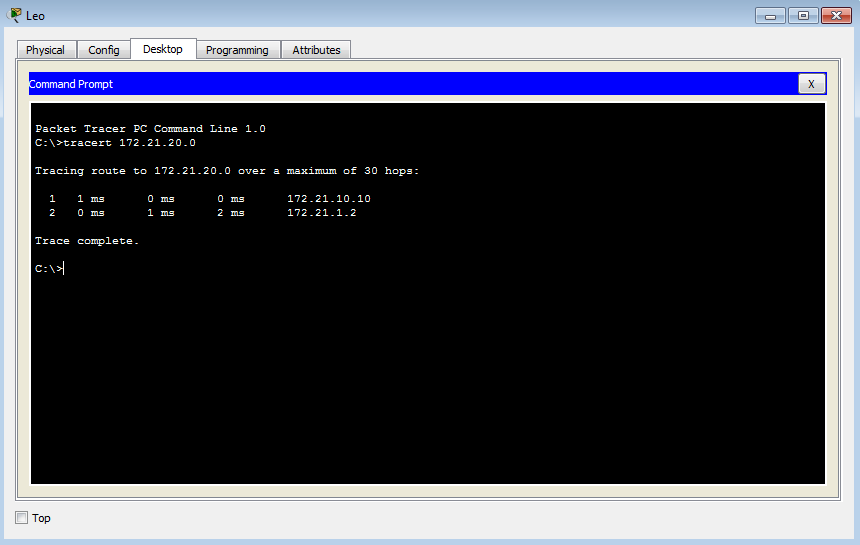 Leo
Physical Config Desktop Programming Attributes
Command Prompt X
Packet Tracer PC Command Line 1.0
C:\>tracert 172.21.20.0
Tracing route to 172.21.20.0 over a maximum of 30 hops:
1 1 ms 0 ms 0 ms 172.21.10.10
2 0 ms 1 ms 2 ms 172.21.1.2
Trace complete.
C:\>
Top